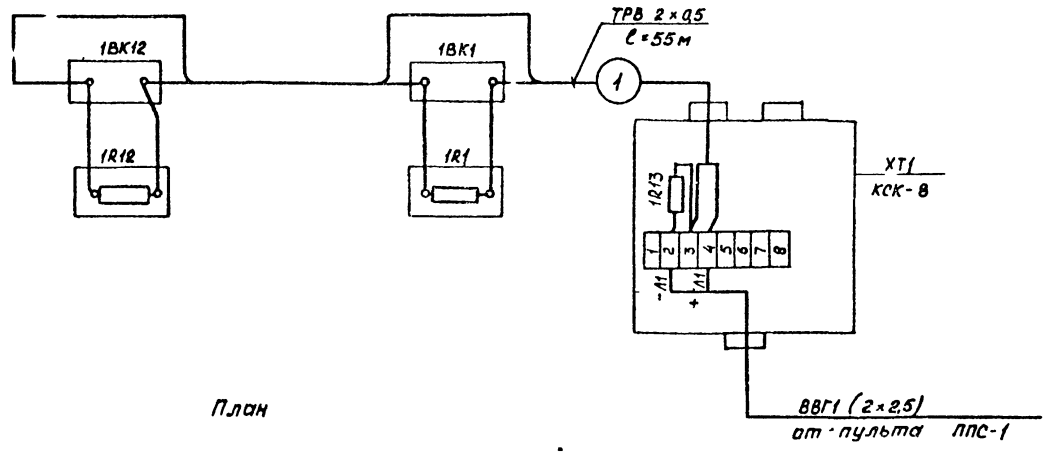 ТРВ 2×0,5
ℓ=55м
1ВК12
1ВК1
1
1R12
1R1
1R13
ХТ1
КСК-8
1 2 3 4 5 6 7 8
-Л1
+Л1
План
ВВГ1 (2×2,5)
от пульта ППС-1